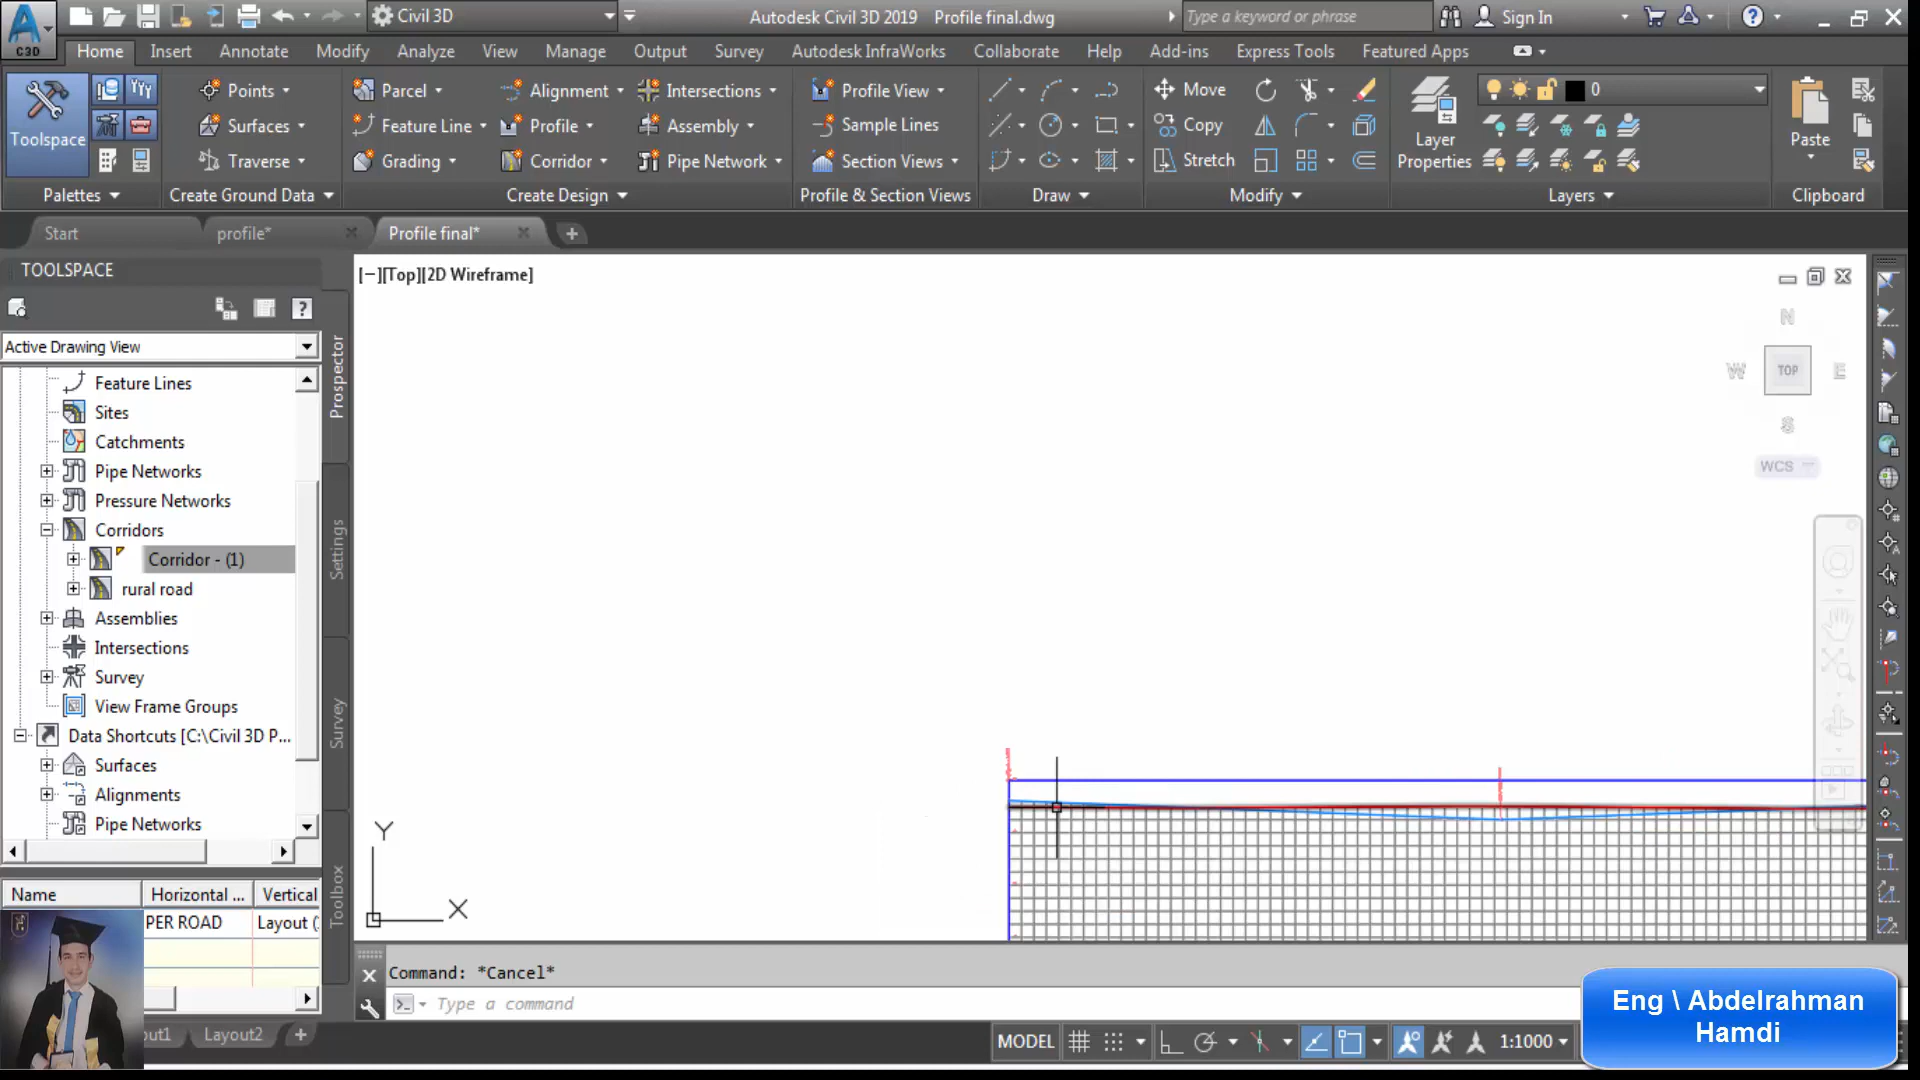 Civil 3D
Autodesk Civil 3D 2019 Profile final.dwg
Type a keyword or phrase
Sign In
C3D
Home Insert Annotate Modify Analyze View Manage Output Survey Autodesk InfraWorks Collaborate Help Add-ins Express Tools Featured Apps
Toolspace
Palettes
Points
Surfaces
Traverse
Create Ground Data
Parcel
Feature Line
Grading
Alignment
Profile
Corridor
Intersections
Assembly
Pipe Network
Create Design
Profile View
Sample Lines
Section Views
Profile & Section Views
Draw
Move
Copy
Stretch
Modify
Layer
Properties
0
Layers
Paste
Clipboard
Start
profile*
Profile final*
TOOLSPACE
Active Drawing View
Feature Lines
Sites
Catchments
Pipe Networks
Pressure Networks
Corridors
Corridor - (1)
rural road
Assemblies
Intersections
Survey
View Frame Groups
Data Shortcuts [C:\Civil 3D P...
Surfaces
Alignments
Pipe Networks
Prospector
Settings
Survey
Toolbox
Name Horizontal ... Vertical
PER ROAD Layout (
[−][Top][2D Wireframe]
N
W TOP E
S
WCS
Y
X
Command: *Cancel*
Type a command
out1 Layout2
MODEL
1:1000
Eng \ Abdelrahman
Hamdi